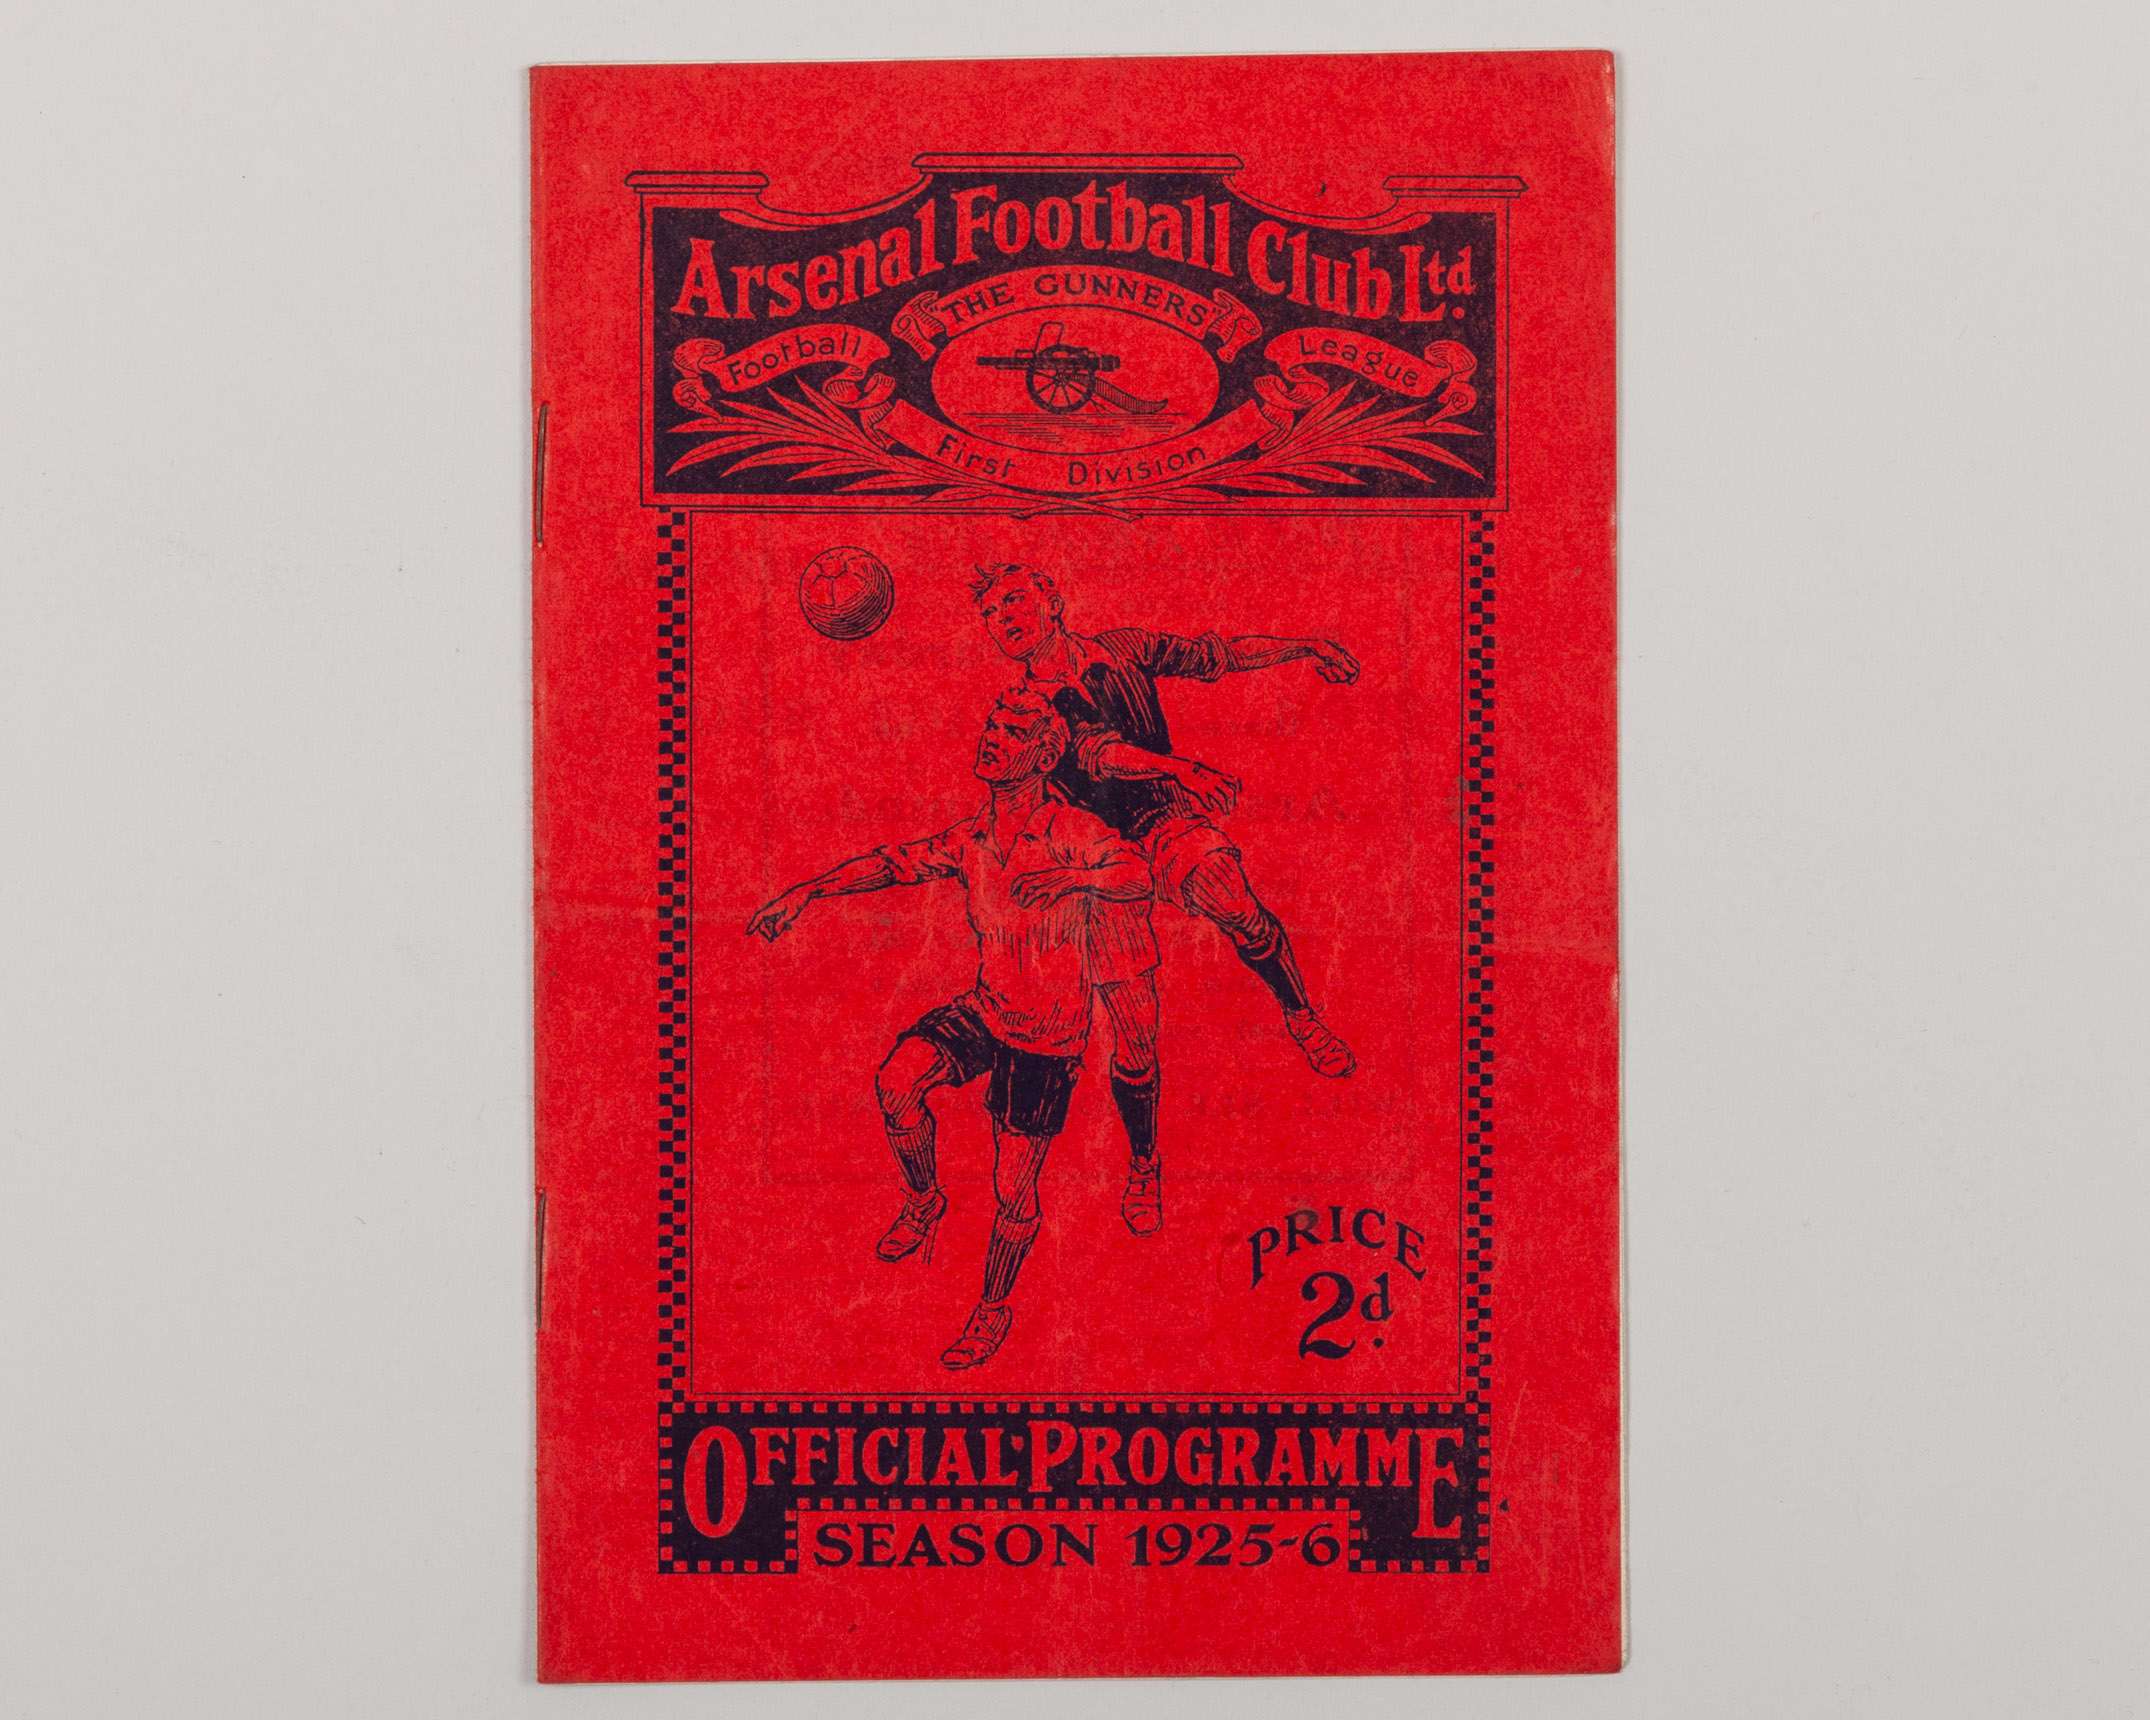 Arsenal Football Club Ltd.
"THE GUNNERS"
Football League
First Division
PRICE
2d.
OFFICIAL PROGRAMME
SEASON 1925-6